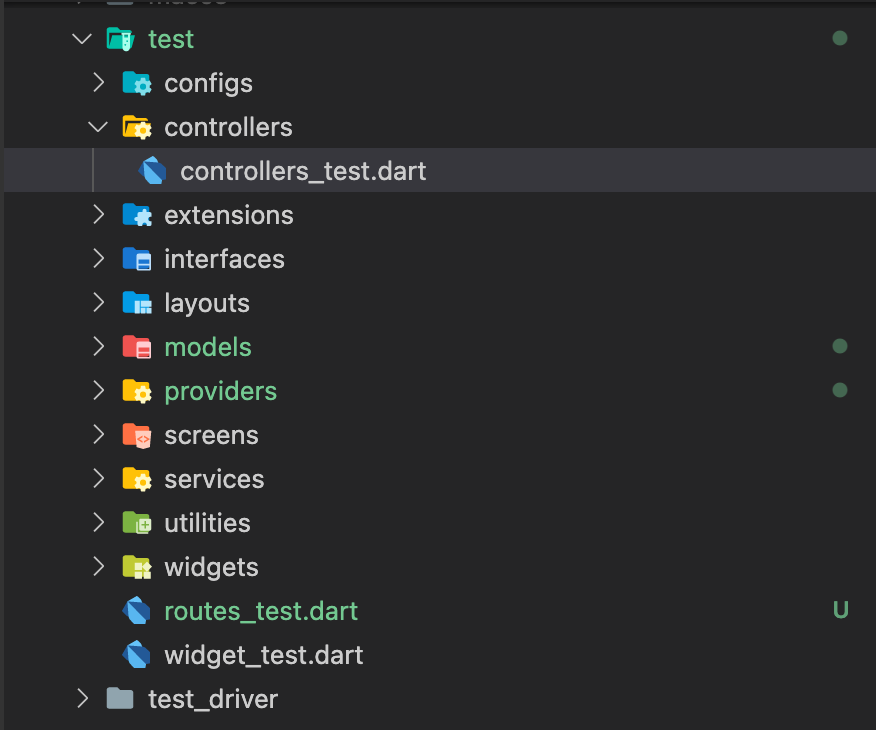 test
configs
controllers
controllers_test.dart
extensions
interfaces
layouts
models
providers
screens
services
utilities
widgets
routes_test.dart
U
widget_test.dart
test_driver